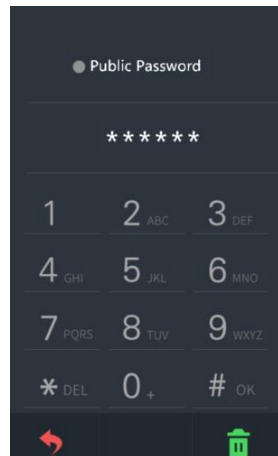 Public Password
******
1 2 ABC 3 DEF
4 GHI 5 JKL 6 MNO
7 PQRS 8 TUV 9 WXYZ
* DEL 0 + # OK